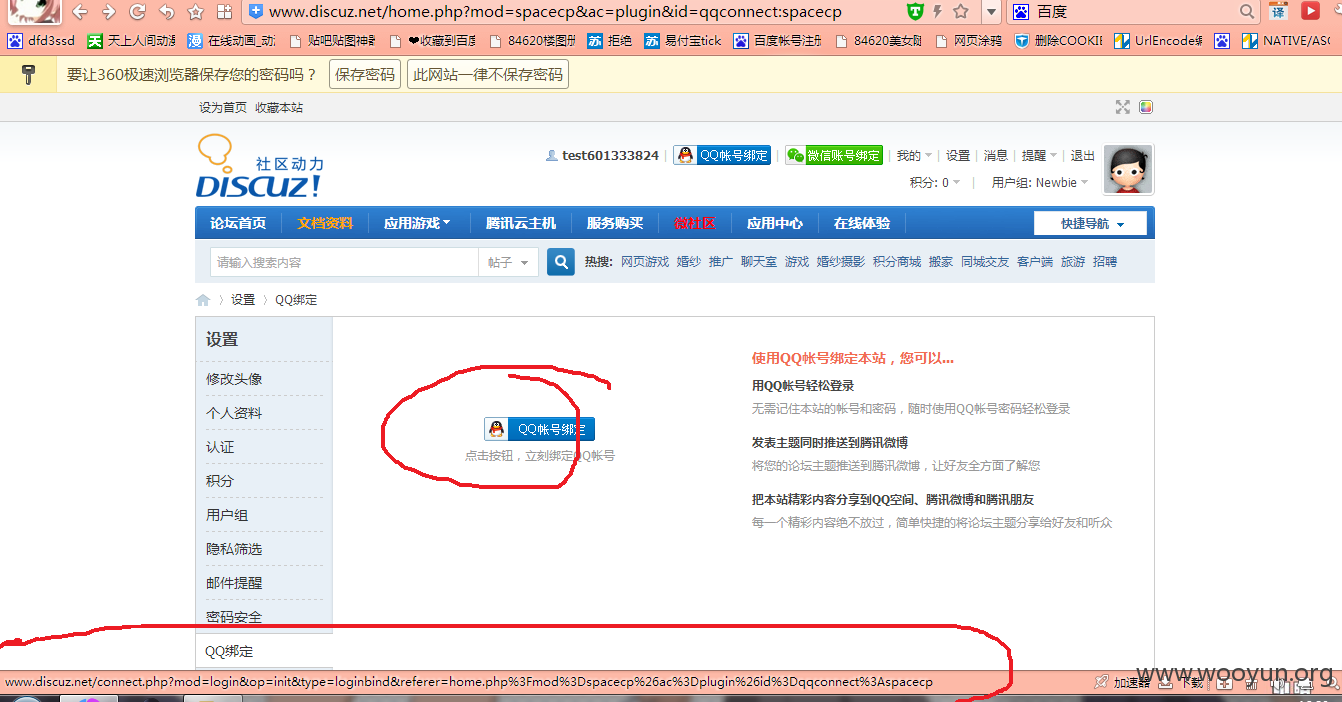 www.discuz.net/home.php?mod=spacecp&ac=plugin&id=qqconnect:spacecp 百度 译
dfd3ssd 天 天上人间动漫 漫 在线动画_动漫 贴吧贴图神器 ❤收藏到百度 84620楼图册 苏 拒绝 苏 易付宝tick 百度帐号注册 84620美女贴 网页涂鸦 删除COOKIE UrlEncode编 NATIVE/ASC
要让360极速浏览器保存您的密码吗？ 保存密码 此网站一律不保存密码
设为首页 收藏本站
社区动力
DISCUZ!
test601333824 QQ帐号绑定 微信账号绑定 我的 设置 消息 提醒 退出
积分: 0 用户组: Newbie
论坛首页 文档资料 应用游戏 腾讯云主机 服务购买 微社区 应用中心 在线体验 快捷导航
请输入搜索内容 帖子 热搜: 网页游戏 婚纱 推广 聊天室 游戏 婚纱摄影 积分商城 搬家 同城交友 客户端 旅游 招聘
设置 QQ绑定
设置
修改头像
个人资料
认证
积分
用户组
隐私筛选
邮件提醒
密码安全
QQ绑定
QQ帐号绑定
点击按钮，立刻绑定QQ帐号
使用QQ帐号绑定本站，您可以...
用QQ帐号轻松登录
无需记住本站的帐号和密码，随时使用QQ帐号密码轻松登录
发表主题同时推送到腾讯微博
将您的论坛主题推送到腾讯微博，让好友全方面了解您
把本站精彩内容分享到QQ空间、腾讯微博和腾讯朋友
每一个精彩内容绝不放过，简单快捷的将论坛主题分享给好友和听众
www.discuz.net/connect.php?mod=login&op=init&type=loginbind&referer=home.php%3Fmod%3Dspacecp%26ac%3Dplugin%26id%3Dqqconnect%3Aspacecp
加速器 下载
www.wooyun.org